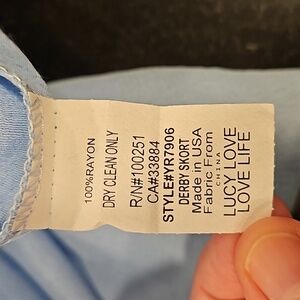 100%RAYON
DRY CLEAN ONLY
R/N#100251
CA#33884
STYLE#YR7906
DERBY SKORT
Made in USA
Fabric From
CHINA
LUCY LOVE
LOVE LIFE